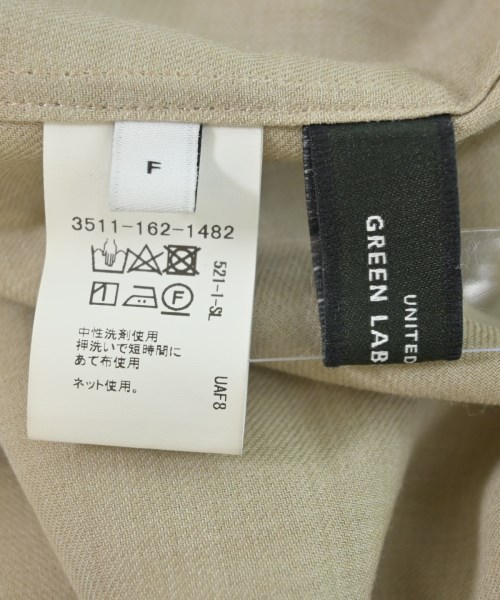 F
3511-162-1482
521-1-SL
F
中性洗剤使用
押洗いで短時間に
あて布使用
ネット使用。
UAF8
UNITED
GREEN LAB